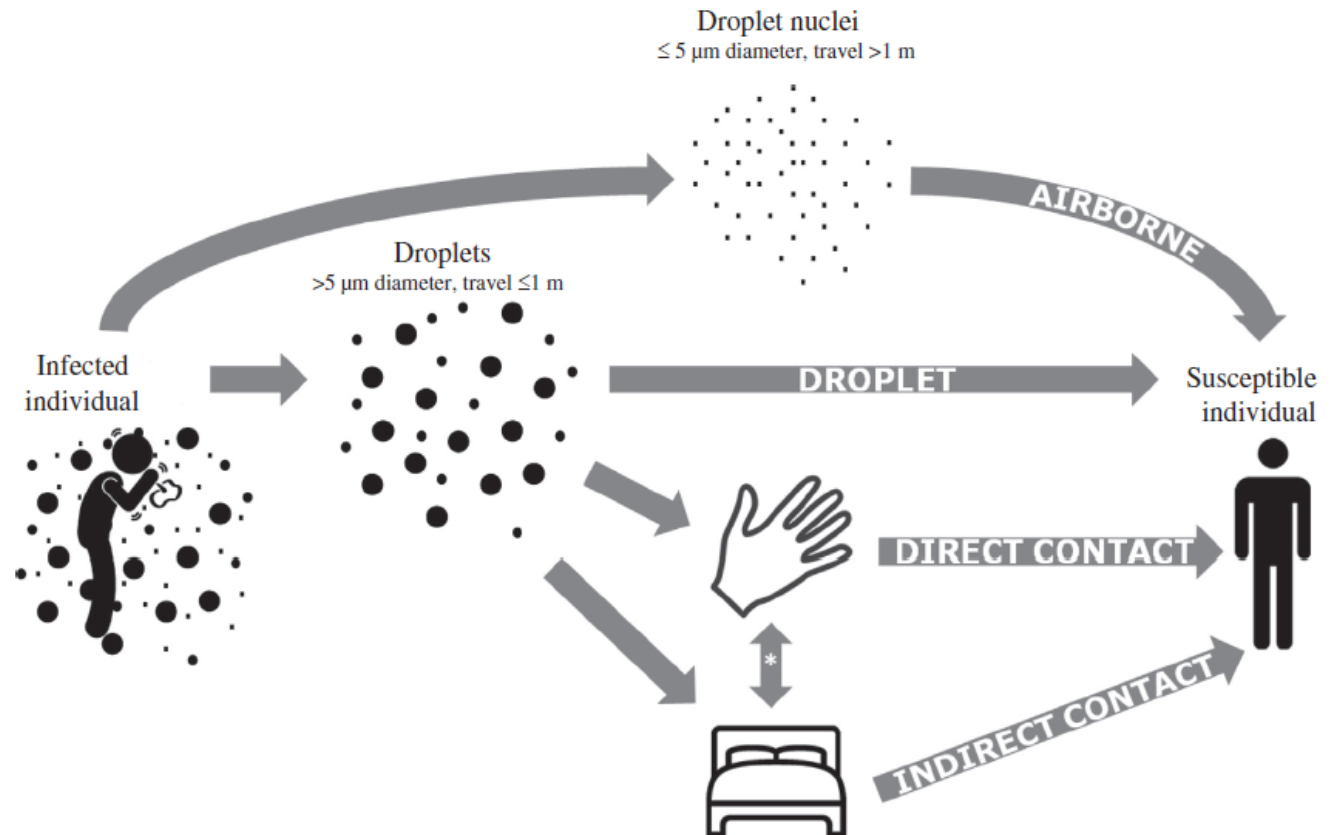 Droplet nuclei
≤ 5 μm diameter, travel >1 m
AIRBORNE
Droplets
>5 μm diameter, travel ≤1 m
Infected
individual
DROPLET
Susceptible
individual
DIRECT CONTACT
*
INDIRECT CONTACT